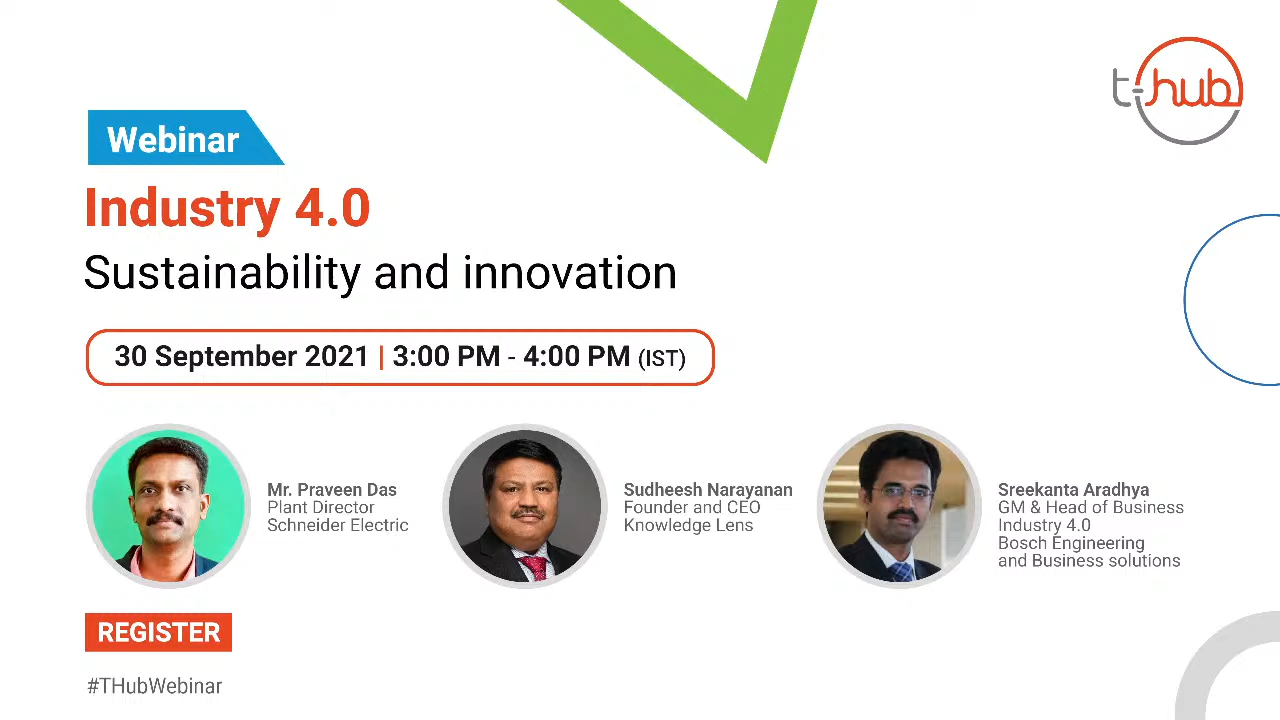 t-hub
Webinar
Industry 4.0
Sustainability and innovation
30 September 2021 | 3:00 PM - 4:00 PM (IST)
Mr. Praveen Das
Plant Director
Schneider Electric
Sudheesh Narayanan
Founder and CEO
Knowledge Lens
Sreekanta Aradhya
GM & Head of Business
Industry 4.0
Bosch Engineering
and Business solutions
REGISTER
#THubWebinar